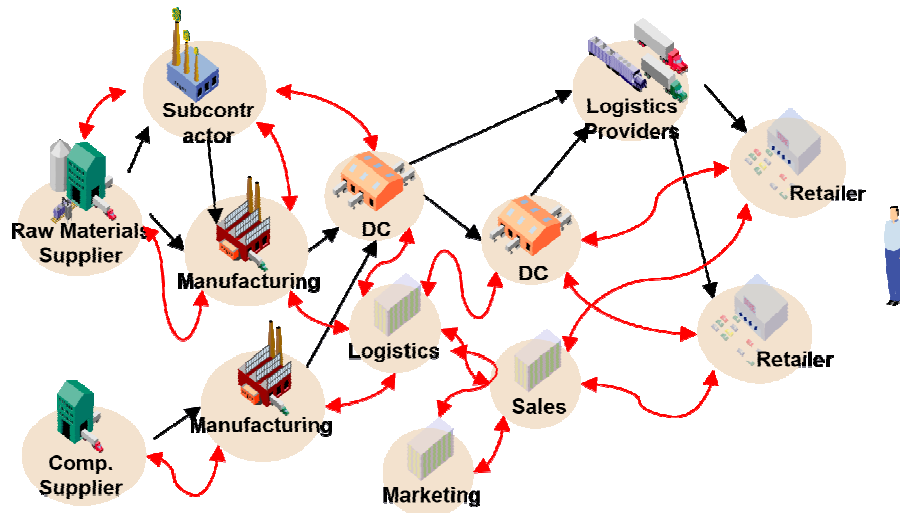 Subcontr
actor
Logistics
Providers
Retailer
Raw Materials
Supplier
DC
Manufacturing
DC
Logistics
Retailer
Sales
Manufacturing
Comp.
Supplier
Marketing